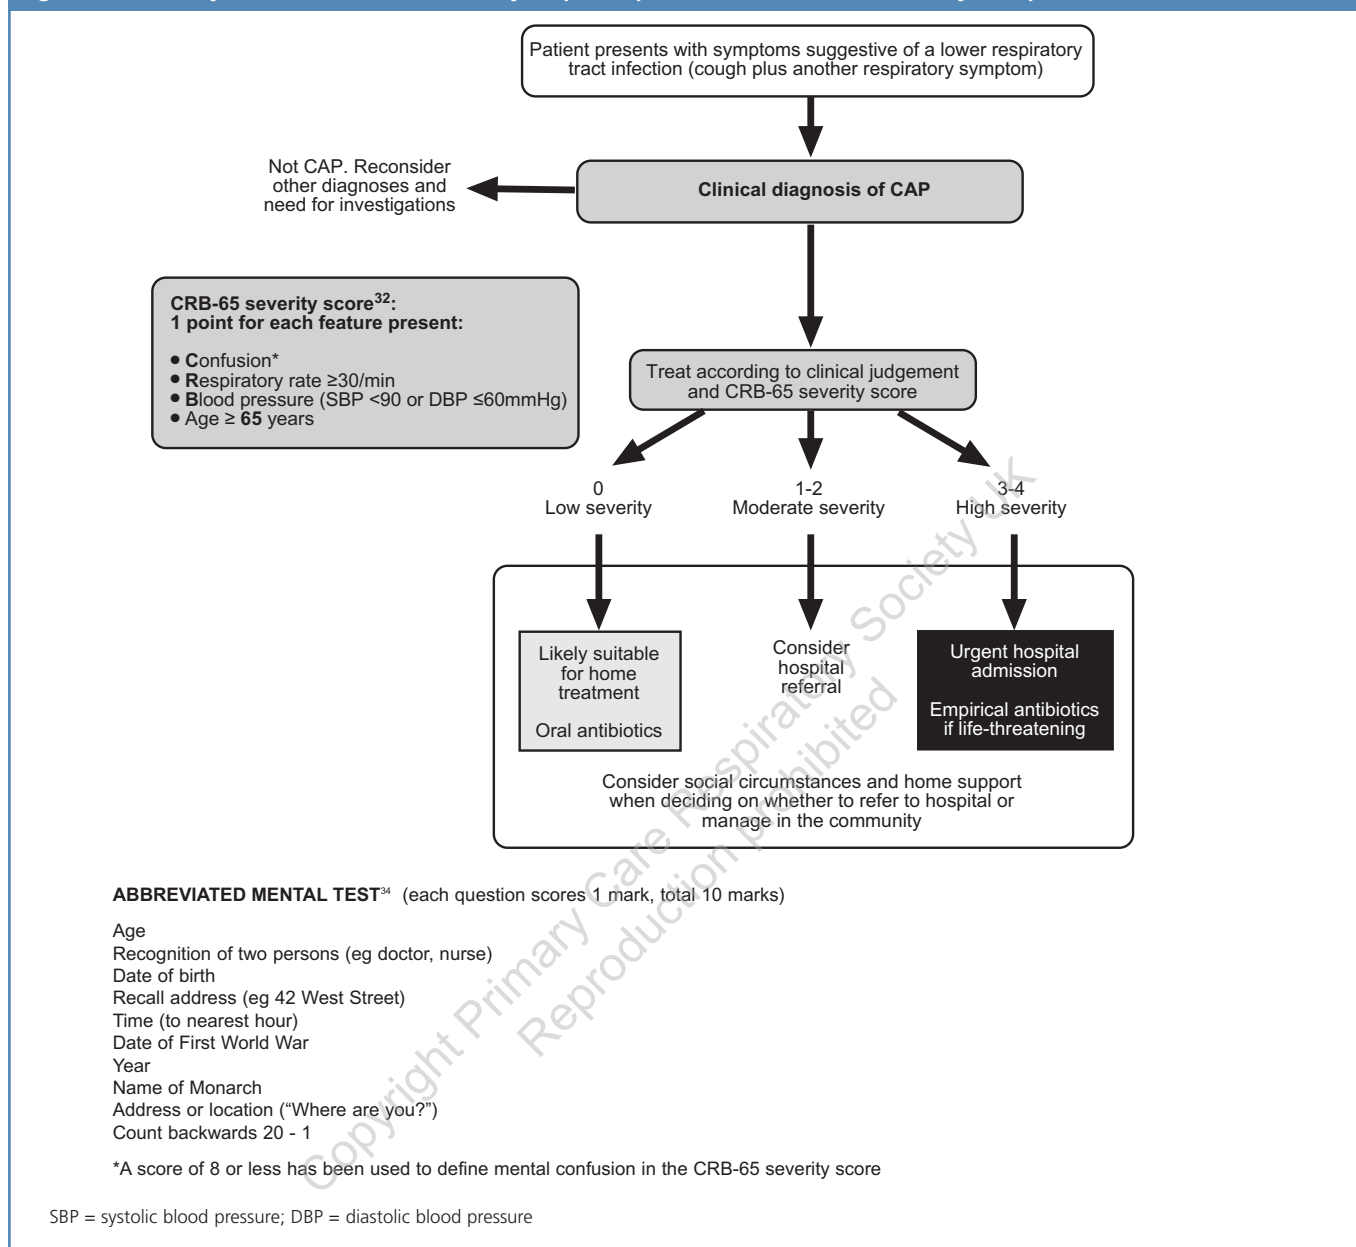 Patient presents with symptoms suggestive of a lower respiratory
tract infection (cough plus another respiratory symptom)
Not CAP. Reconsider
other diagnoses and
need for investigations
Clinical diagnosis of CAP
CRB-65 severity score32:
1 point for each feature present:
● Confusion*
● Respiratory rate ≥30/min
● Blood pressure (SBP <90 or DBP ≤60mmHg)
● Age ≥ 65 years
Treat according to clinical judgement
and CRB-65 severity score
0
Low severity
1-2
Moderate severity
3-4
High severity
Likely suitable
for home
treatment
Oral antibiotics
Consider
hospital
referral
Urgent hospital
admission
Empirical antibiotics
if life-threatening
Consider social circumstances and home support
when deciding on whether to refer to hospital or
manage in the community
ABBREVIATED MENTAL TEST34 (each question scores 1 mark, total 10 marks)
Age
Recognition of two persons (eg doctor, nurse)
Date of birth
Recall address (eg 42 West Street)
Time (to nearest hour)
Date of First World War
Year
Name of Monarch
Address or location (“Where are you?”)
Count backwards 20 - 1
*A score of 8 or less has been used to define mental confusion in the CRB-65 severity score
SBP = systolic blood pressure; DBP = diastolic blood pressure
Copyright Primary Care Respiratory Society UK
Reproduction prohibited